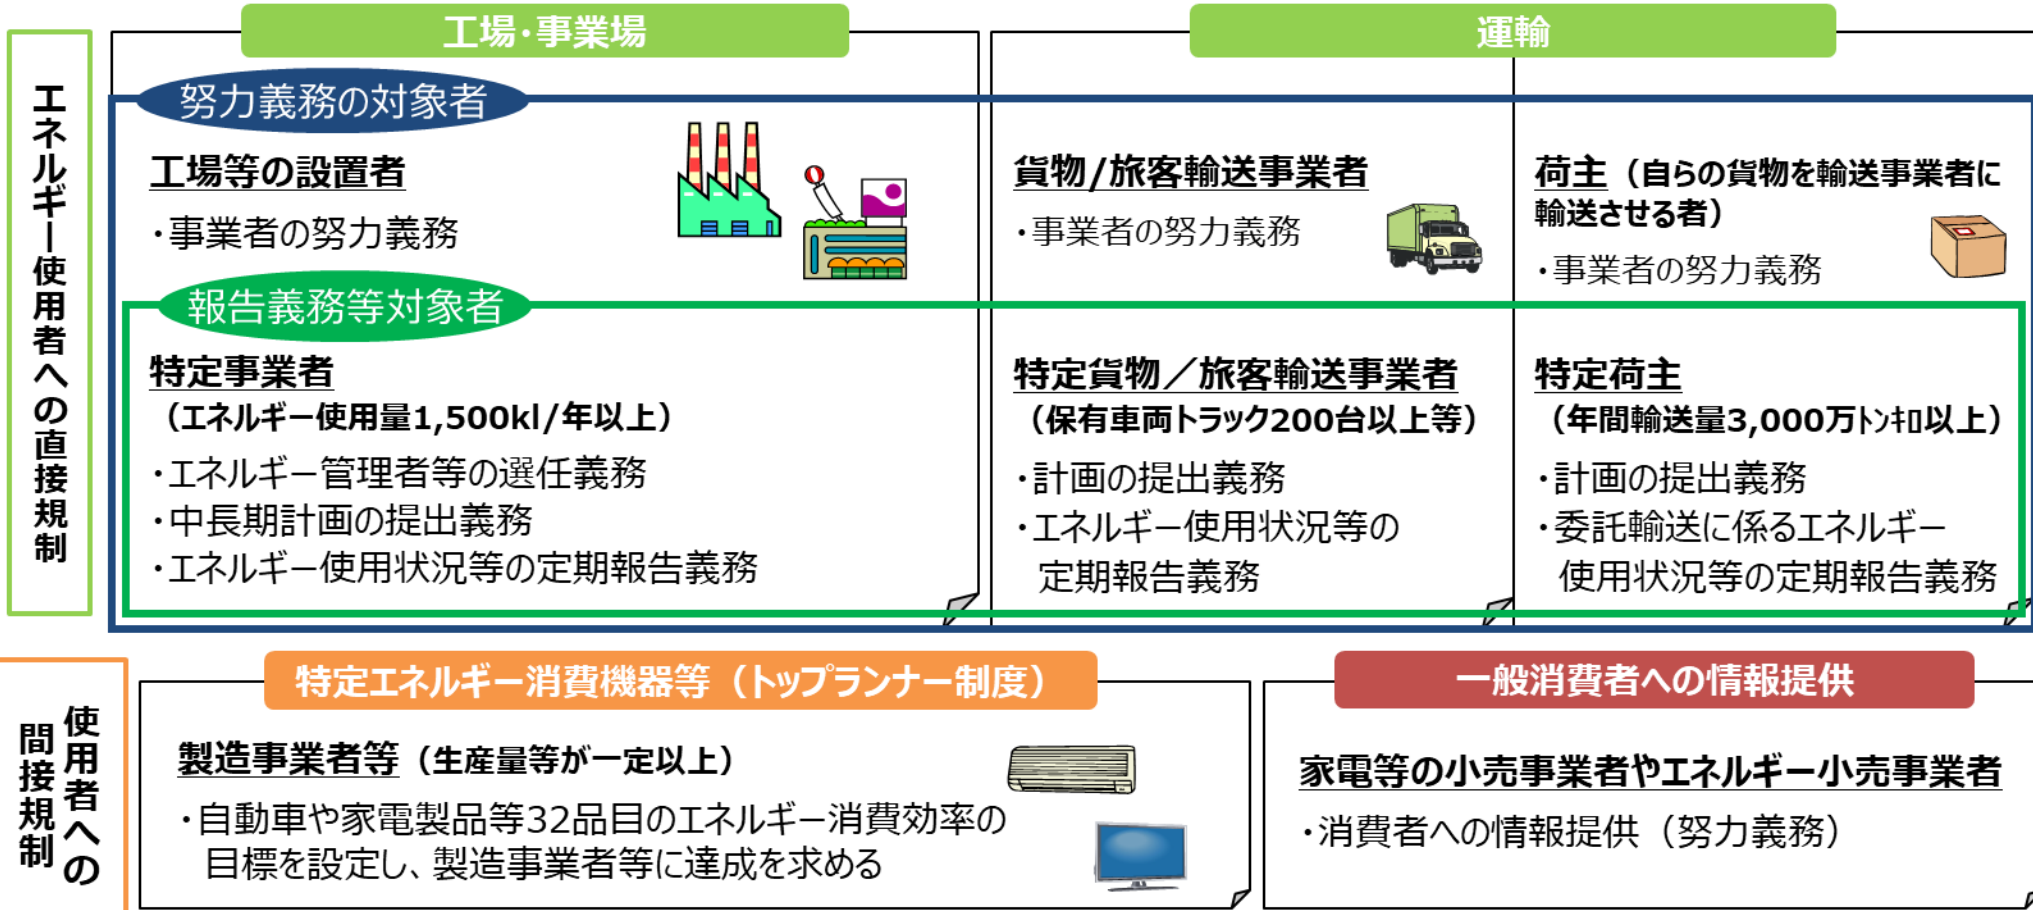 エネルギー使用者への直接規制
工場・事業場
運輸
努力義務の対象者
工場等の設置者
・事業者の努力義務
貨物/旅客輸送事業者
・事業者の努力義務
荷主（自らの貨物を輸送事業者に
輸送させる者）
・事業者の努力義務
報告義務等対象者
特定事業者
（エネルギー使用量1,500kl/年以上）
・エネルギー管理者等の選任義務
・中長期計画の提出義務
・エネルギー使用状況等の定期報告義務
特定貨物／旅客輸送事業者
（保有車両トラック200台以上等）
・計画の提出義務
・エネルギー使用状況等の
定期報告義務
特定荷主
（年間輸送量3,000万ﾄﾝｷﾛ以上）
・計画の提出義務
・委託輸送に係るエネルギー
使用状況等の定期報告義務
使用者への
間接規制
特定エネルギー消費機器等（トップランナー制度）
製造事業者等（生産量等が一定以上）
・自動車や家電製品等32品目のエネルギー消費効率の
目標を設定し、製造事業者等に達成を求める
一般消費者への情報提供
家電等の小売事業者やエネルギー小売事業者
・消費者への情報提供（努力義務）